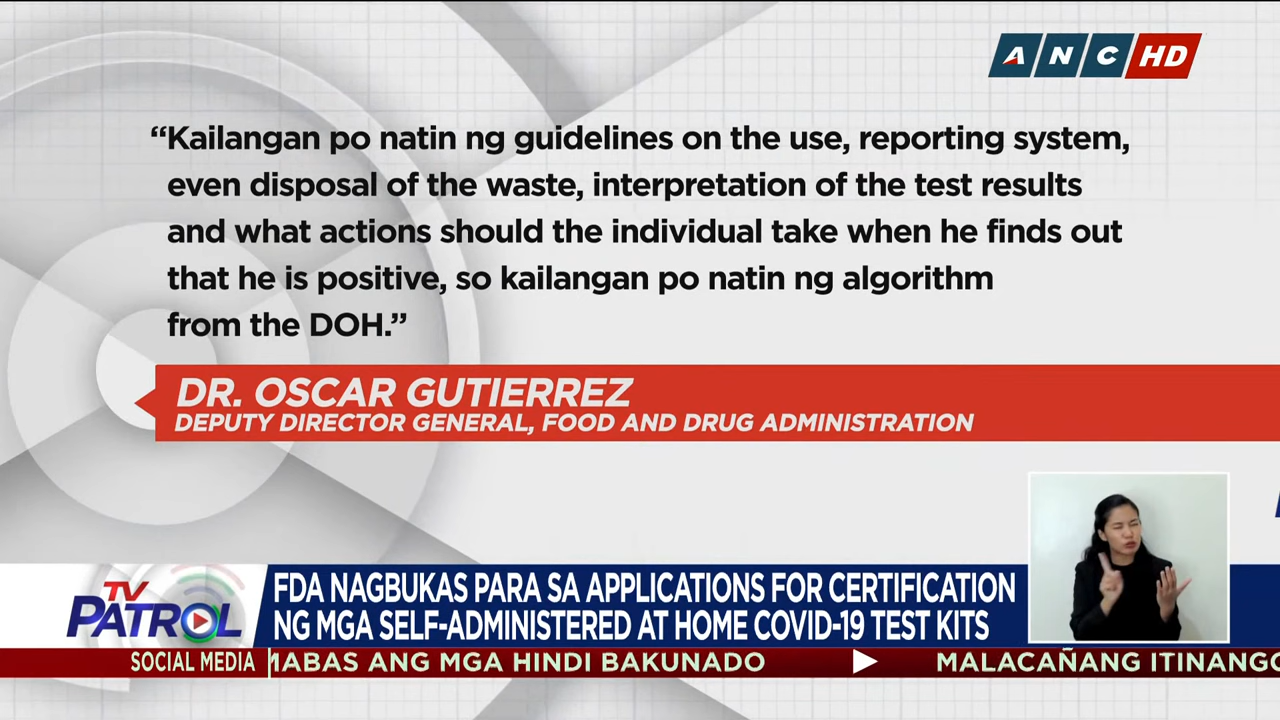 ANC HD
“Kailangan po natin ng guidelines on the use, reporting system,
even disposal of the waste, interpretation of the test results
and what actions should the individual take when he finds out
that he is positive, so kailangan po natin ng algorithm
from the DOH.”
DR. OSCAR GUTIERREZ
DEPUTY DIRECTOR GENERAL, FOOD AND DRUG ADMINISTRATION
TV PATROL
FDA NAGBUKAS PARA SA APPLICATIONS FOR CERTIFICATION
NG MGA SELF-ADMINISTERED AT HOME COVID-19 TEST KITS
SOCIAL MEDIA MABAS ANG MGA HINDI BAKUNADO MALACAÑANG ITINANGG